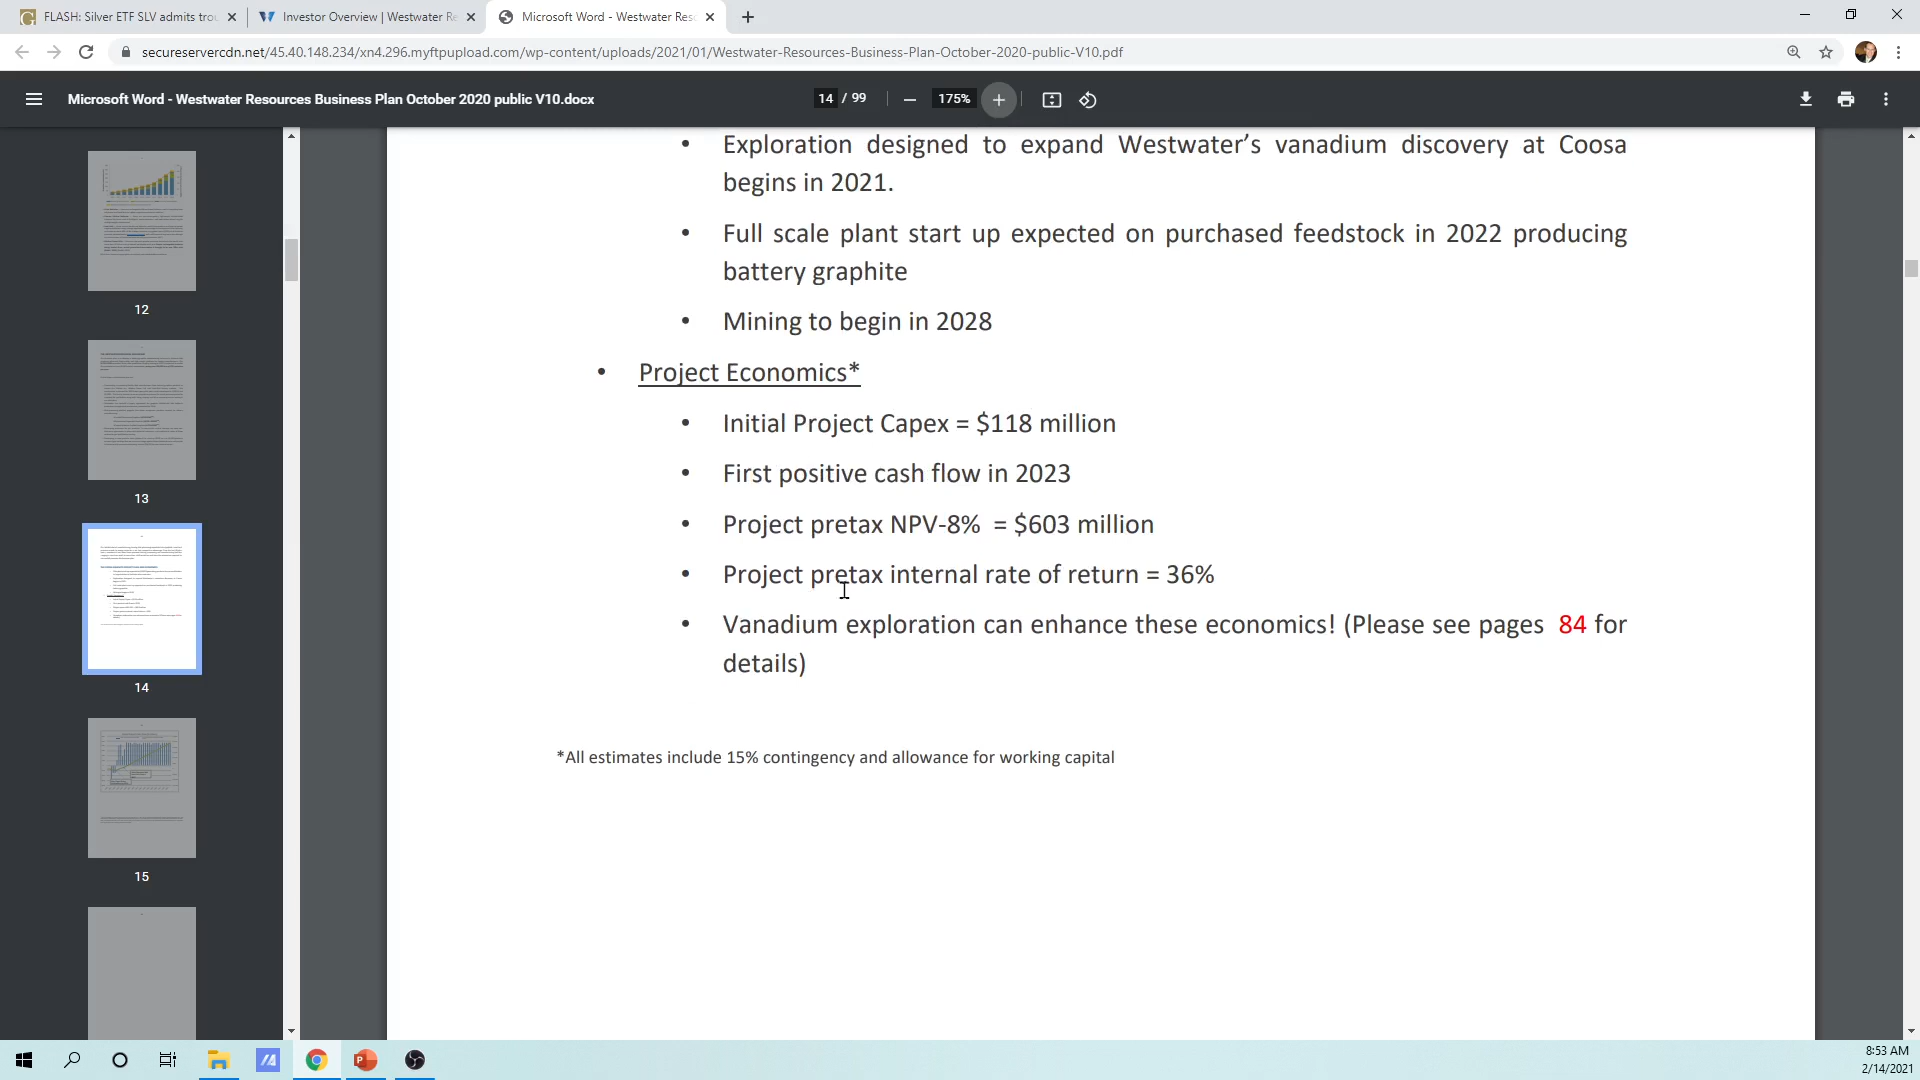 FLASH: Silver ETF SLV admits trou
Investor Overview | Westwater Re
Microsoft Word - Westwater Reso
secureservercdn.net/45.40.148.234/xn4.296.myftpupload.com/wp-content/uploads/2021/01/Westwater-Resources-Business-Plan-October-2020-public-V10.pdf
Microsoft Word - Westwater Resources Business Plan October 2020 public V10.docx
14 / 99
175%
12
13
14
15
• Exploration designed to expand Westwater’s vanadium discovery at Coosa
begins in 2021.
• Full scale plant start up expected on purchased feedstock in 2022 producing
battery graphite
• Mining to begin in 2028
• Project Economics*
• Initial Project Capex = $118 million
• First positive cash flow in 2023
• Project pretax NPV-8% = $603 million
• Project pretax internal rate of return = 36%
• Vanadium exploration can enhance these economics! (Please see pages 84 for
details)
*All estimates include 15% contingency and allowance for working capital
8:53 AM
2/14/2021